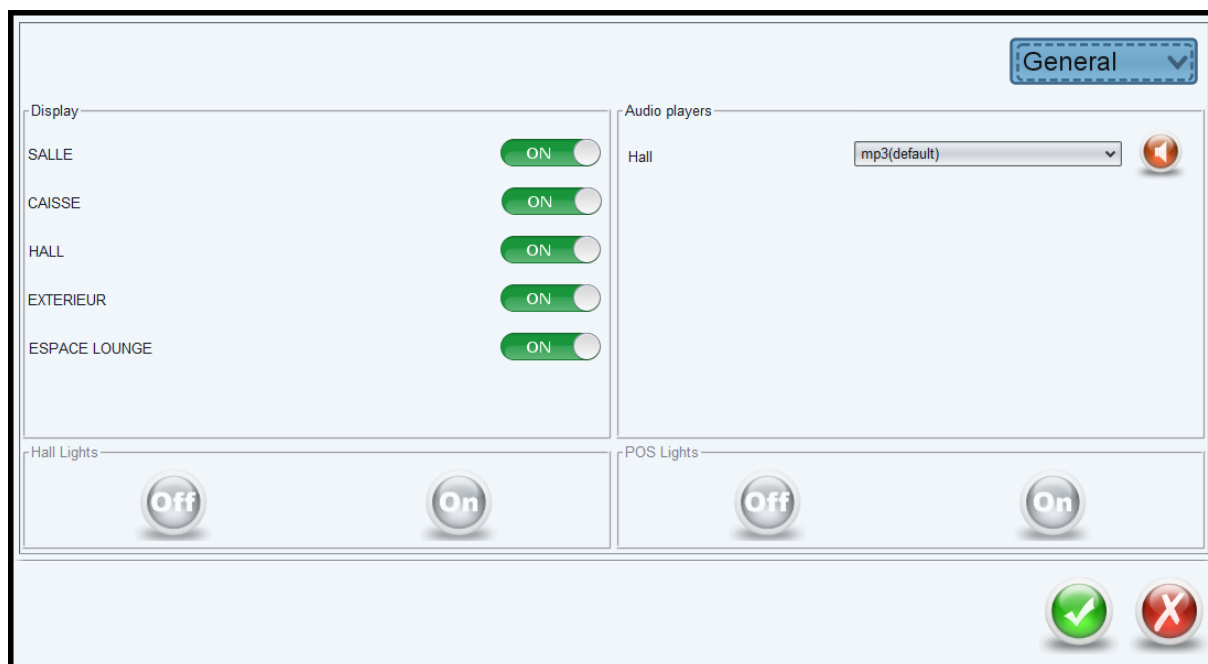 General
Display
SALLE ON
CAISSE ON
HALL ON
EXTERIEUR ON
ESPACE LOUNGE ON
Audio players
Hall mp3(default)
Hall Lights
Off On
POS Lights
Off On